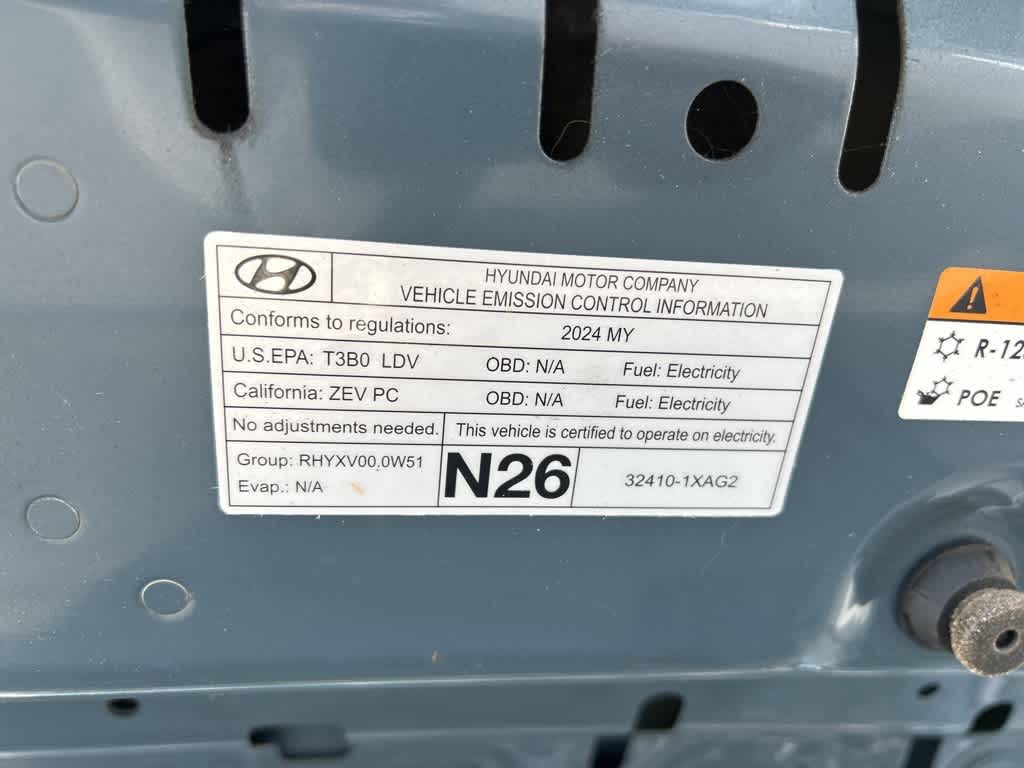 HYUNDAI MOTOR COMPANY
VEHICLE EMISSION CONTROL INFORMATION
Conforms to regulations: 2024 MY
U.S.EPA: T3B0 LDV OBD: N/A Fuel: Electricity
California: ZEV PC OBD: N/A Fuel: Electricity
No adjustments needed. This vehicle is certified to operate on electricity.
Group: RHYXV00.0W51
Evap.: N/A
N26
32410-1XAG2
POE